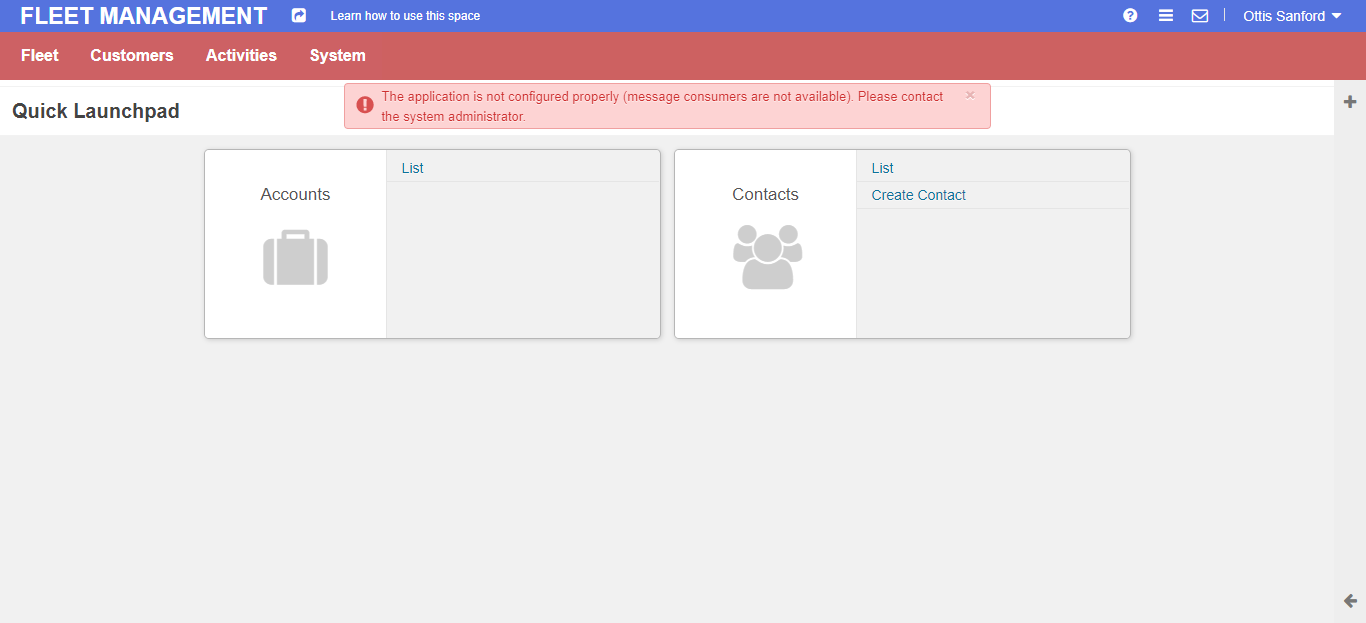 FLEET MANAGEMENT
Learn how to use this space
Ottis Sanford
Fleet
Customers
Activities
System
The application is not configured properly (message consumers are not available). Please contact
the system administrator.
Quick Launchpad
Accounts
List
Contacts
List
Create Contact